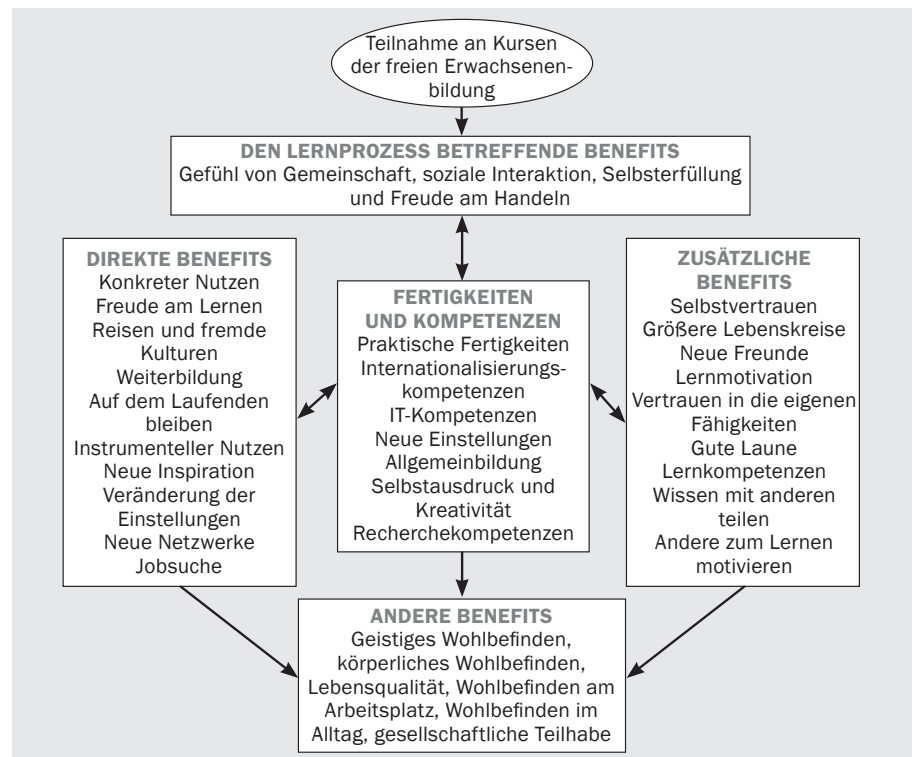 Teilnahme an Kursen
der freien Erwachsenen-
bildung
DEN LERNPROZESS BETREFFENDE BENEFITS
Gefühl von Gemeinschaft, soziale Interaktion, Selbsterfüllung
und Freude am Handeln
DIREKTE BENEFITS
Konkreter Nutzen
Freude am Lernen
Reisen und fremde
Kulturen
Weiterbildung
Auf dem Laufenden
bleiben
Instrumenteller Nutzen
Neue Inspiration
Veränderung der
Einstellungen
Neue Netzwerke
Jobsuche
FERTIGKEITEN
UND KOMPETENZEN
Praktische Fertigkeiten
Internationalisierungs-
kompetenzen
IT-Kompetenzen
Neue Einstellungen
Allgemeinbildung
Selbstausdruck und
Kreativität
Recherchekompetenzen
ZUSÄTZLICHE
BENEFITS
Selbstvertrauen
Größere Lebenskreise
Neue Freunde
Lernmotivation
Vertrauen in die eigenen
Fähigkeiten
Gute Laune
Lernkompetenzen
Wissen mit anderen
teilen
Andere zum Lernen
motivieren
ANDERE BENEFITS
Geistiges Wohlbefinden,
körperliches Wohlbefinden,
Lebensqualität, Wohlbefinden am
Arbeitsplatz, Wohlbefinden im
Alltag, gesellschaftliche Teilhabe